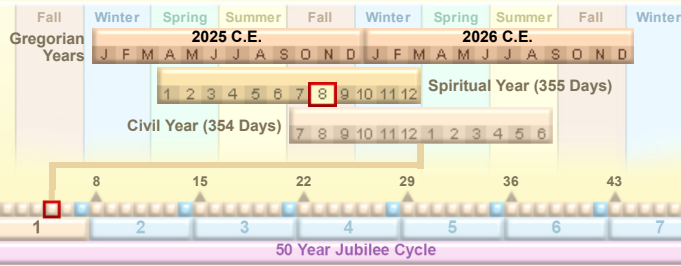 Fall Winter Spring Summer Fall Winter Spring Summer Fall Winter
Gregorian Years
2025 C.E. 2026 C.E.
J F M A M J J A S O N D J F M A M J J A S O N D
1 2 3 4 5 6 7 8 9 10 11 12 Spiritual Year (355 Days)
Civil Year (354 Days) 7 8 9 10 11 12 1 2 3 4 5 6
8 15 22 29 36 43
1 2 3 4 5 6 7
50 Year Jubilee Cycle